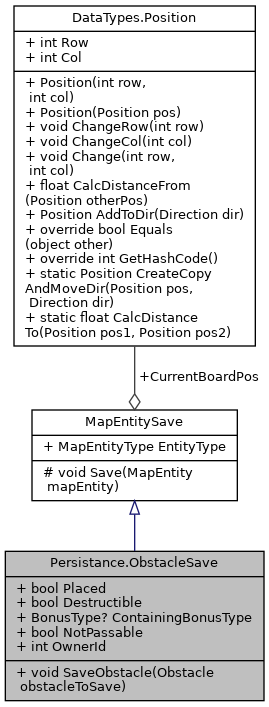 DataTypes.Position
+ int Row
+ int Col
+ Position(int row,
int col)
+ Position(Position pos)
+ void ChangeRow(int row)
+ void ChangeCol(int col)
+ void Change(int row,
int col)
+ float CalcDistanceFrom
(Position otherPos)
+ Position AddToDir(Direction dir)
+ override bool Equals
(object other)
+ override int GetHashCode()
+ static Position CreateCopy
AndMoveDir(Position pos,
Direction dir)
+ static float CalcDistance
To(Position pos1, Position pos2)
+CurrentBoardPos
MapEntitySave
+ MapEntityType EntityType
# void Save(MapEntity
mapEntity)
Persistance.ObstacleSave
+ bool Placed
+ bool Destructible
+ BonusType? ContainingBonusType
+ bool NotPassable
+ int OwnerId
+ void SaveObstacle(Obstacle
obstacleToSave)